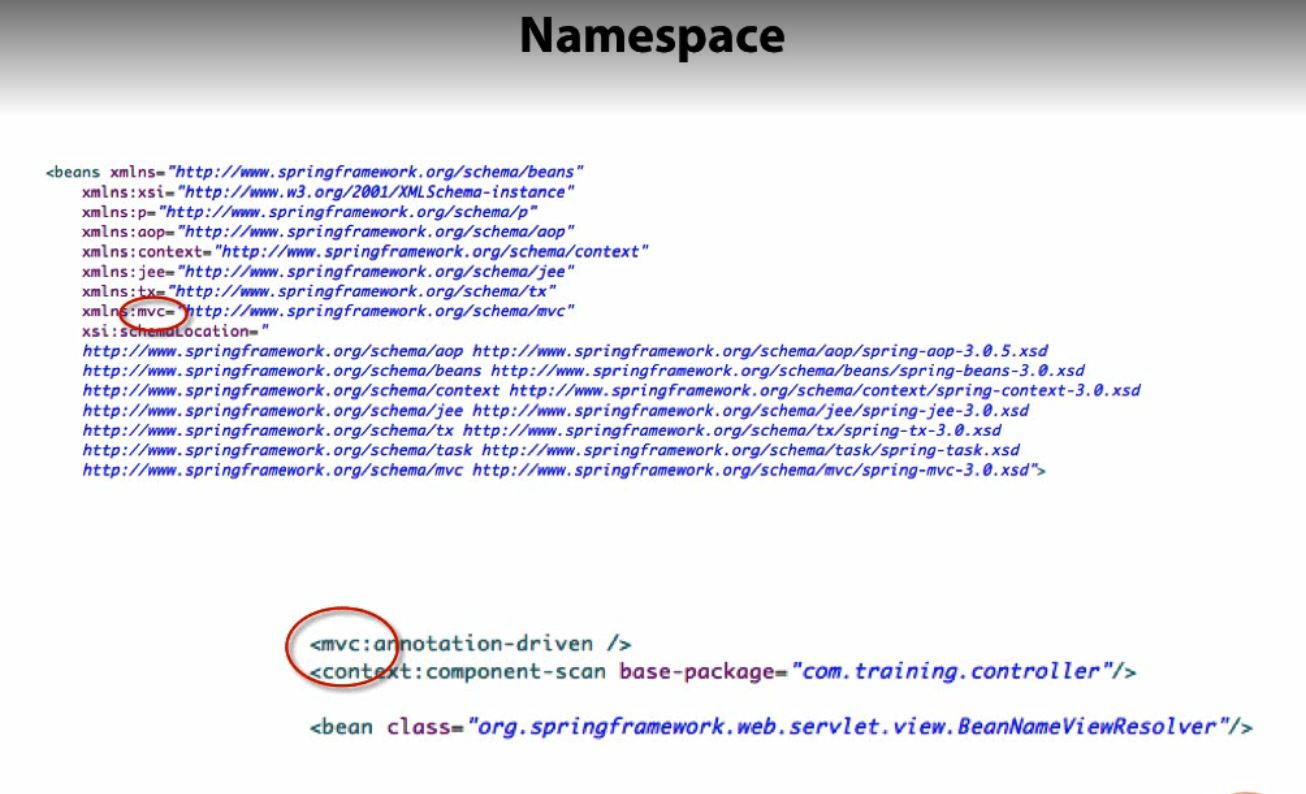 Namespace
<beans xmlns="http://www.springframework.org/schema/beans"
xmlns:xsi="http://www.w3.org/2001/XMLSchema-instance"
xmlns:p="http://www.springframework.org/schema/p"
xmlns:aop="http://www.springframework.org/schema/aop"
xmlns:context="http://www.springframework.org/schema/context"
xmlns:jee="http://www.springframework.org/schema/jee"
xmlns:tx="http://www.springframework.org/schema/tx"
xmlns:mvc="http://www.springframework.org/schema/mvc"
xsi:schemaLocation="
http://www.springframework.org/schema/aop http://www.springframework.org/schema/aop/spring-aop-3.0.5.xsd
http://www.springframework.org/schema/beans http://www.springframework.org/schema/beans/spring-beans-3.0.xsd
http://www.springframework.org/schema/context http://www.springframework.org/schema/context/spring-context-3.0.xsd
http://www.springframework.org/schema/jee http://www.springframework.org/schema/jee/spring-jee-3.0.xsd
http://www.springframework.org/schema/tx http://www.springframework.org/schema/tx/spring-tx-3.0.xsd
http://www.springframework.org/schema/task http://www.springframework.org/schema/task/spring-task.xsd
http://www.springframework.org/schema/mvc http://www.springframework.org/schema/mvc/spring-mvc-3.0.xsd">
<mvc:annotation-driven />
<context:component-scan base-package="com.training.controller"/>
<bean class="org.springframework.web.servlet.view.BeanNameViewResolver"/>